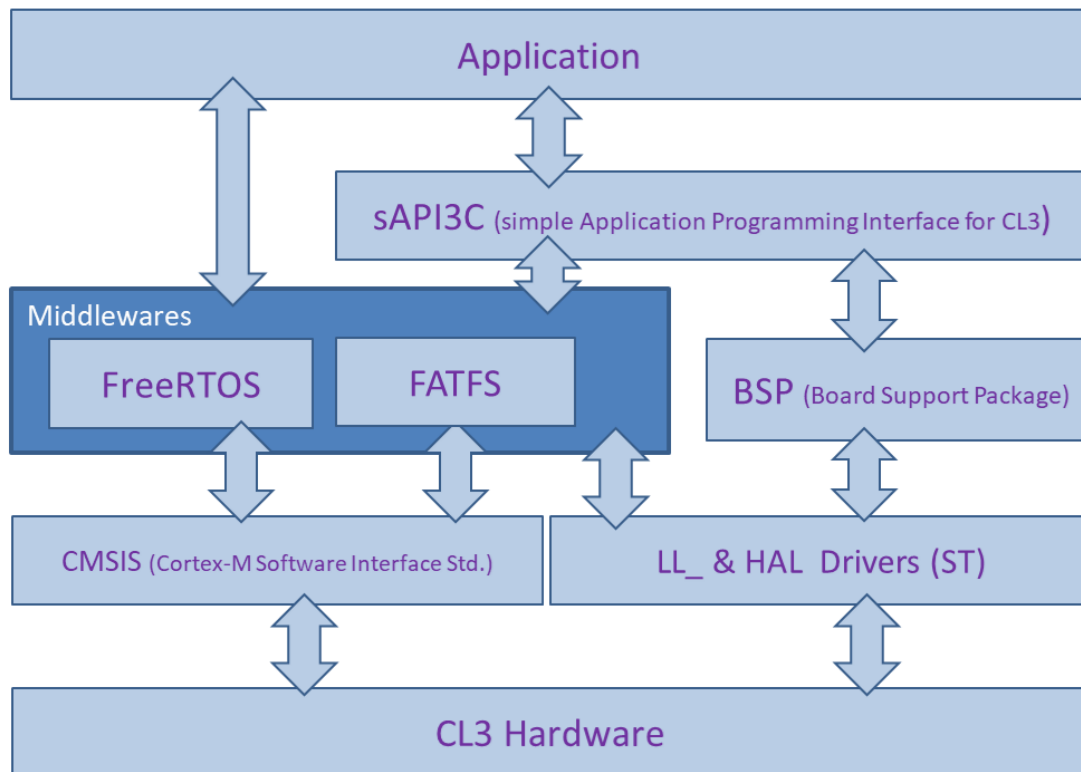 Application
sAPI3C (simple Application Programming Interface for CL3)
Middlewares
FreeRTOS
FATFS
BSP (Board Support Package)
CMSIS (Cortex-M Software Interface Std.)
LL_ & HAL Drivers (ST)
CL3 Hardware